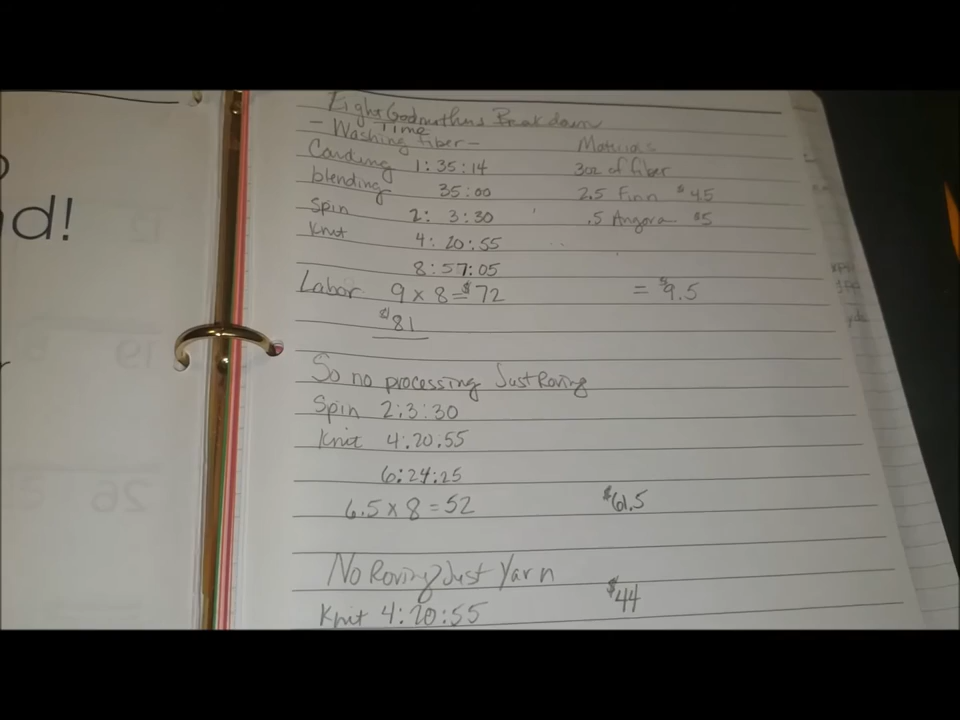 nd!
Breakdown
Time
- Washing fiber - Materials
Carding 1:35:14 3oz of fiber
blending 35:00 2.5 Finn $4.5
Spin 2: 3:30 .5 Angora $5
Knit 4: 20:55
8:57:05
Labor 9 x 8 = $72 = $9.5
$81
So no processing Just Roving
Spin 2:3:30
Knit 4:20:55
6:24:25
6.5 x 8 = 52 $61.5
No Roving Just Yarn
Knit 4:20:55 $44